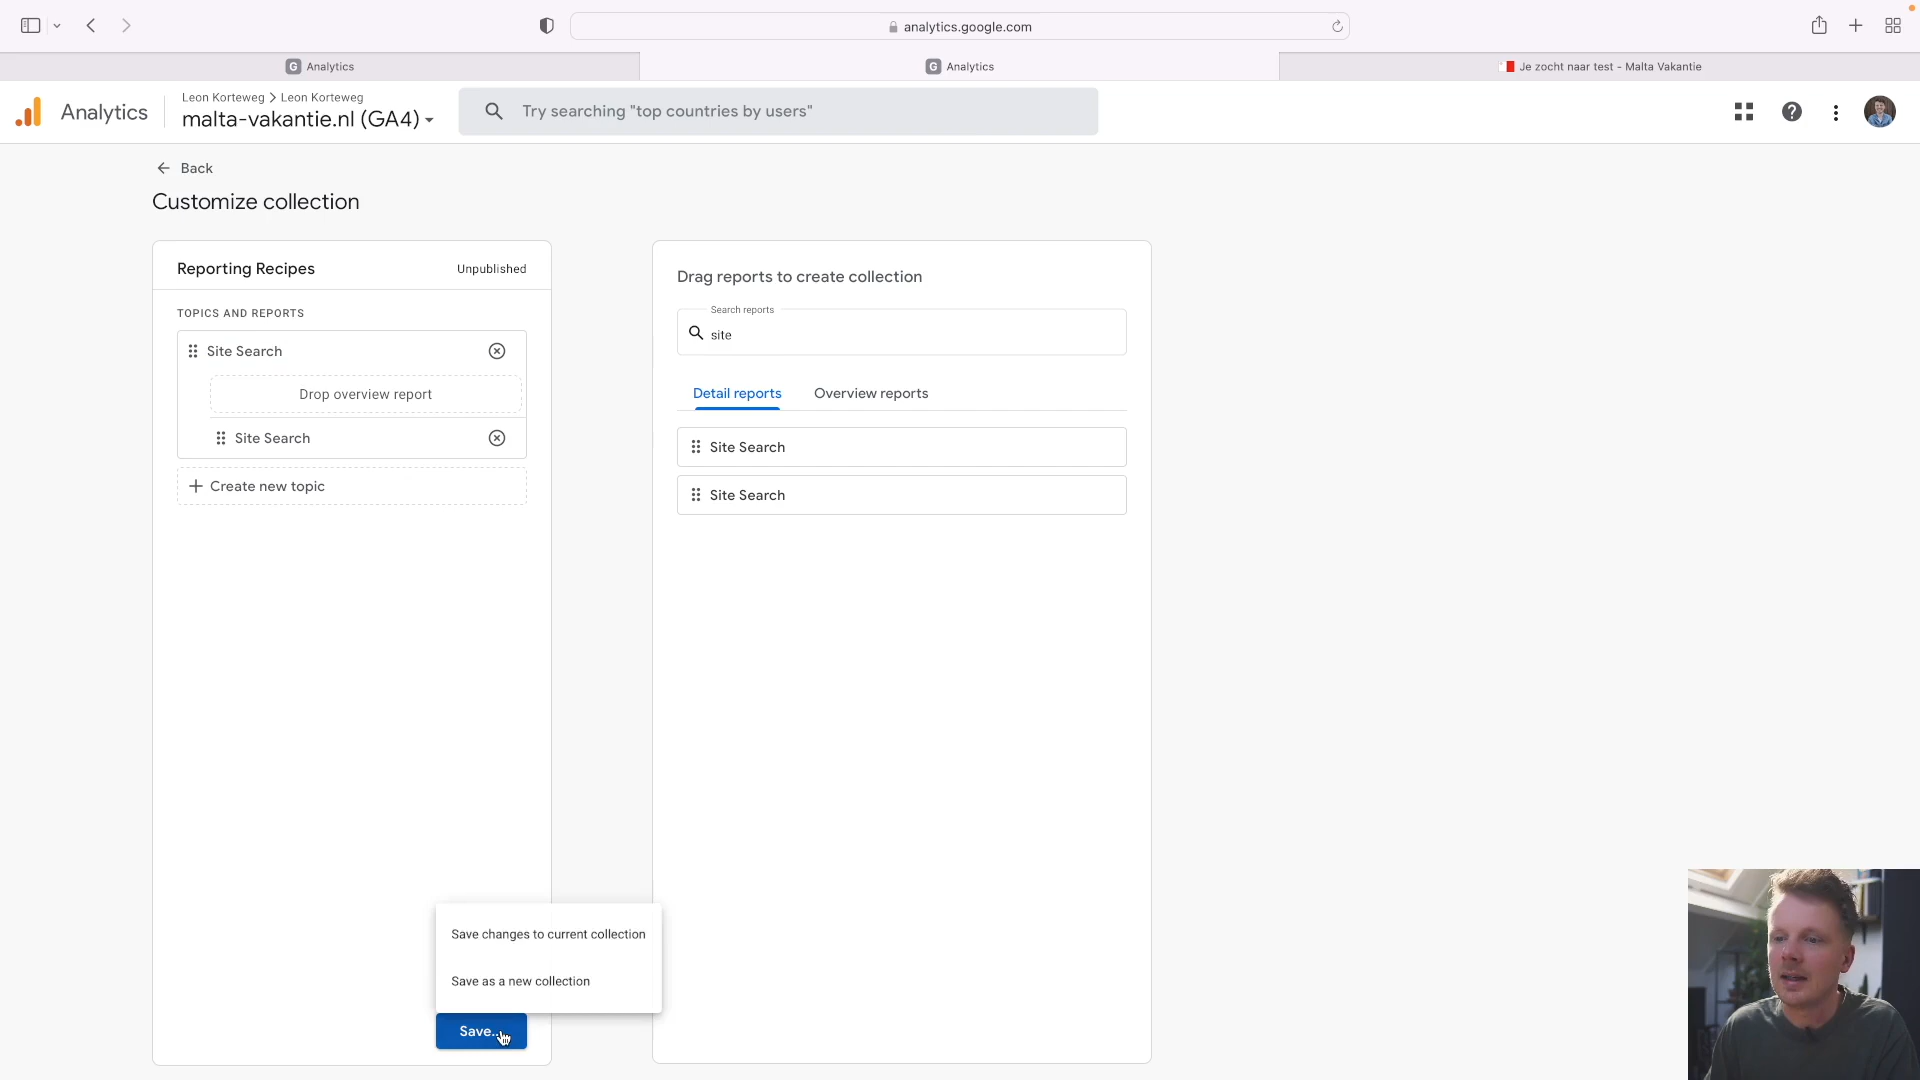 analytics.google.com
G Analytics
G Analytics
Je zocht naar test - Malta Vakantie
Analytics
Leon Korteweg > Leon Korteweg
malta-vakantie.nl (GA4)
Try searching "top countries by users"
Back
Customize collection
Reporting Recipes
Unpublished
TOPICS AND REPORTS
Site Search
Drop overview report
Site Search
+ Create new topic
Drag reports to create collection
Search reports
site
Detail reports
Overview reports
Site Search
Site Search
Save changes to current collection
Save as a new collection
Save...